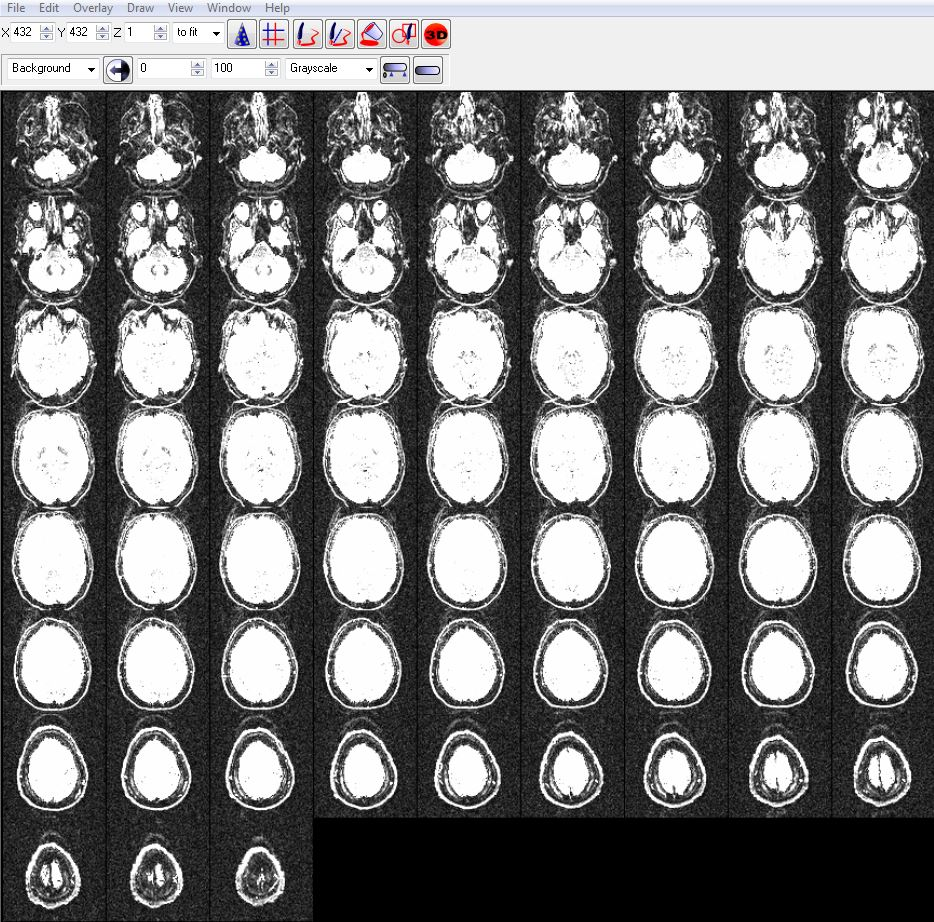 File Edit Overlay Draw View Window Help
X 432 Y 432 Z 1 to fit 3D
Background 0 100 Grayscale